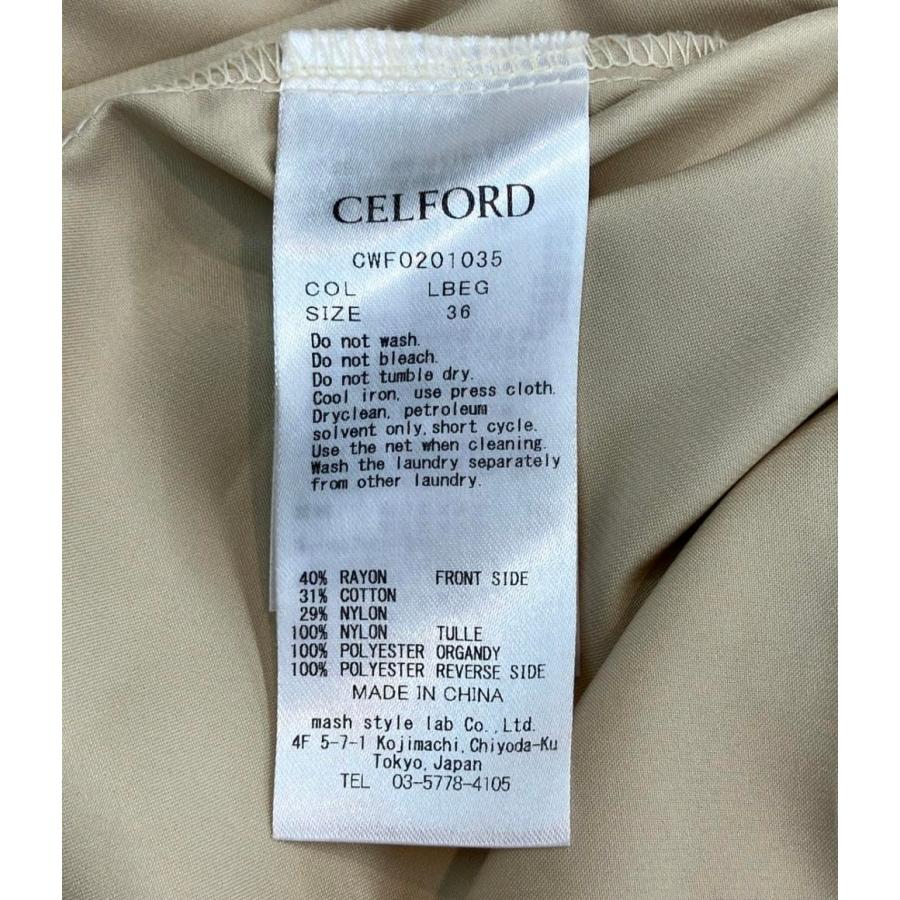 CELFORD
CWF0201035
COL LBEG
SIZE 36
Do not wash.
Do not bleach.
Do not tumble dry.
Cool iron, use press cloth.
Dryclean, petroleum
solvent only, short cycle.
Use the net when cleaning.
Wash the laundry separately
from other laundry.
40% RAYON FRONT SIDE
31% COTTON
29% NYLON
100% NYLON TULLE
100% POLYESTER ORGANDY
100% POLYESTER REVERSE SIDE
MADE IN CHINA
mash style lab Co., Ltd.
4F 5-7-1 Kojimachi, Chiyoda-Ku
Tokyo, Japan
TEL 03-5778-4105